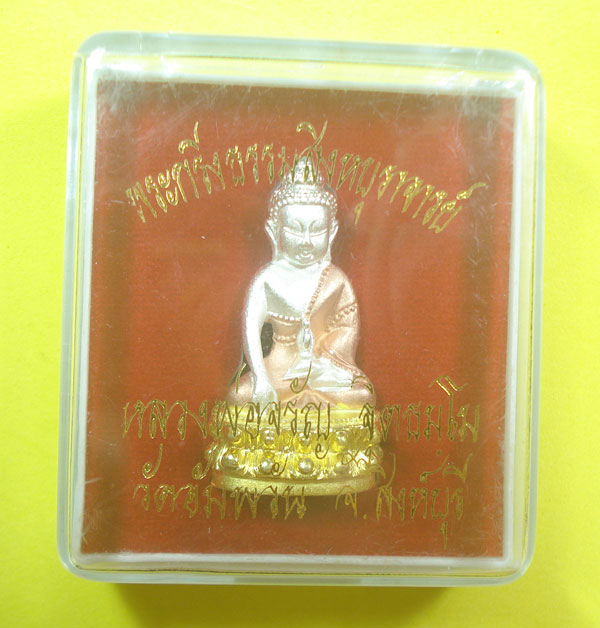 พระกริ่งธรรมสิงหบุราจารย์
หลวงพ่อจรัญ ฐิตธมฺโม
วัดอัมพวัน จ.สิงห์บุรี